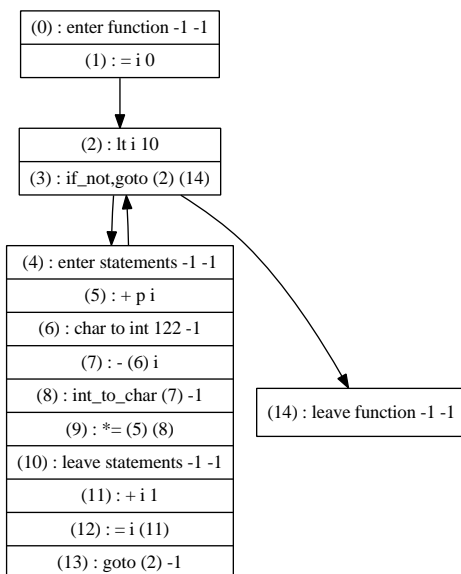 (0) : enter function -1 -1
(1) : = i 0
(2) : lt i 10
(3) : if_not,goto (2) (14)
(4) : enter statements -1 -1
(5) : + p i
(6) : char to int 122 -1
(7) : - (6) i
(8) : int_to_char (7) -1
(9) : *= (5) (8)
(10) : leave statements -1 -1
(11) : + i 1
(12) : = i (11)
(13) : goto (2) -1
(14) : leave function -1 -1